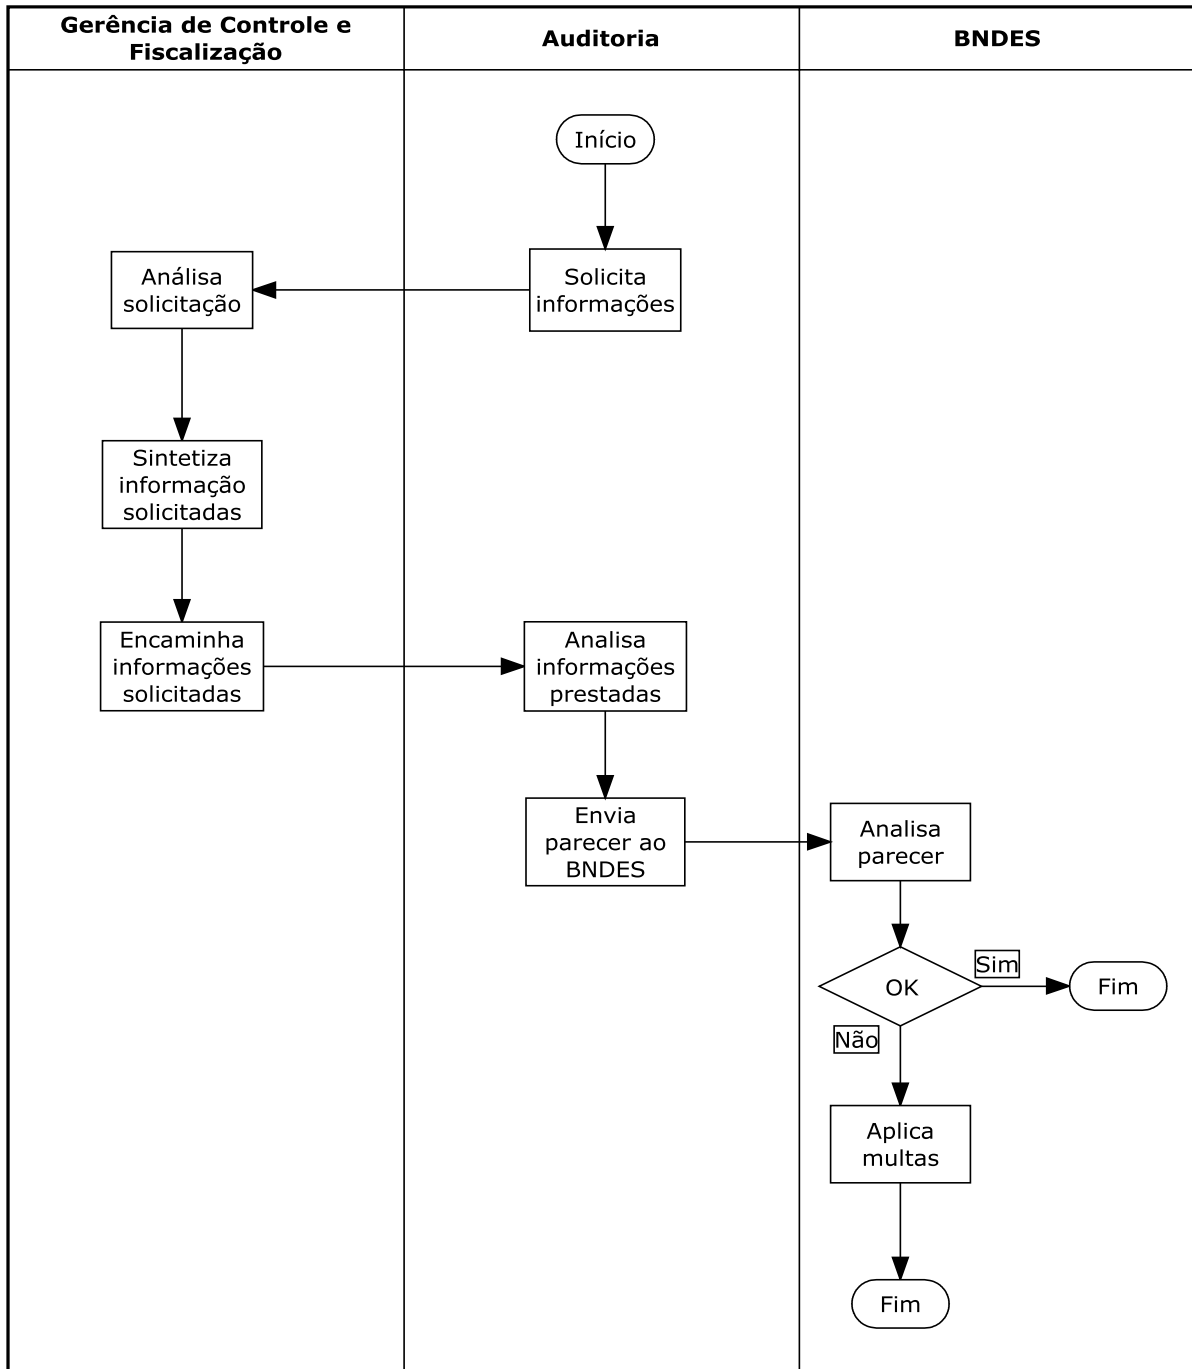 Gerência de Controle e
Fiscalização
Auditoria
BNDES
Início
Análisa
solicitação
Solicita
informações
Sintetiza
informação
solicitadas
Encaminha
informações
solicitadas
Analisa
informações
prestadas
Envia
parecer ao
BNDES
Analisa
parecer
OK
Sim
Fim
Não
Aplica
multas
Fim